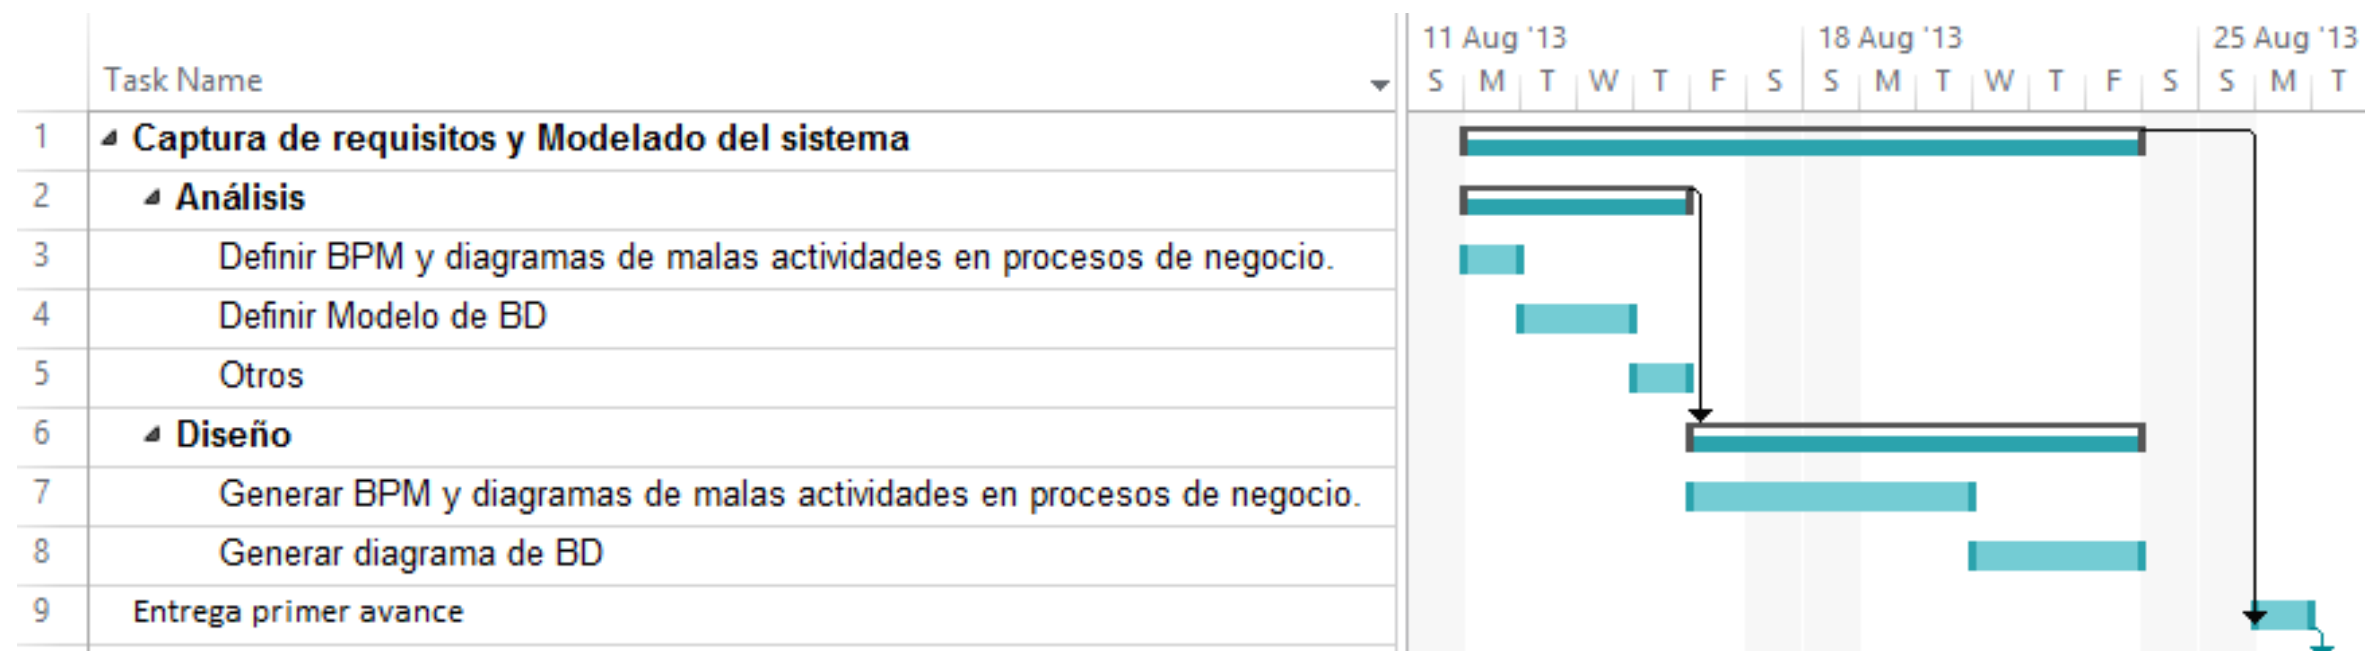 11 Aug '13 18 Aug '13 25 Aug '13
Task Name S M T W T F S S M T W T F S S M T
1 Captura de requisitos y Modelado del sistema
2 Análisis
3 Definir BPM y diagramas de malas actividades en procesos de negocio.
4 Definir Modelo de BD
5 Otros
6 Diseño
7 Generar BPM y diagramas de malas actividades en procesos de negocio.
8 Generar diagrama de BD
9 Entrega primer avance